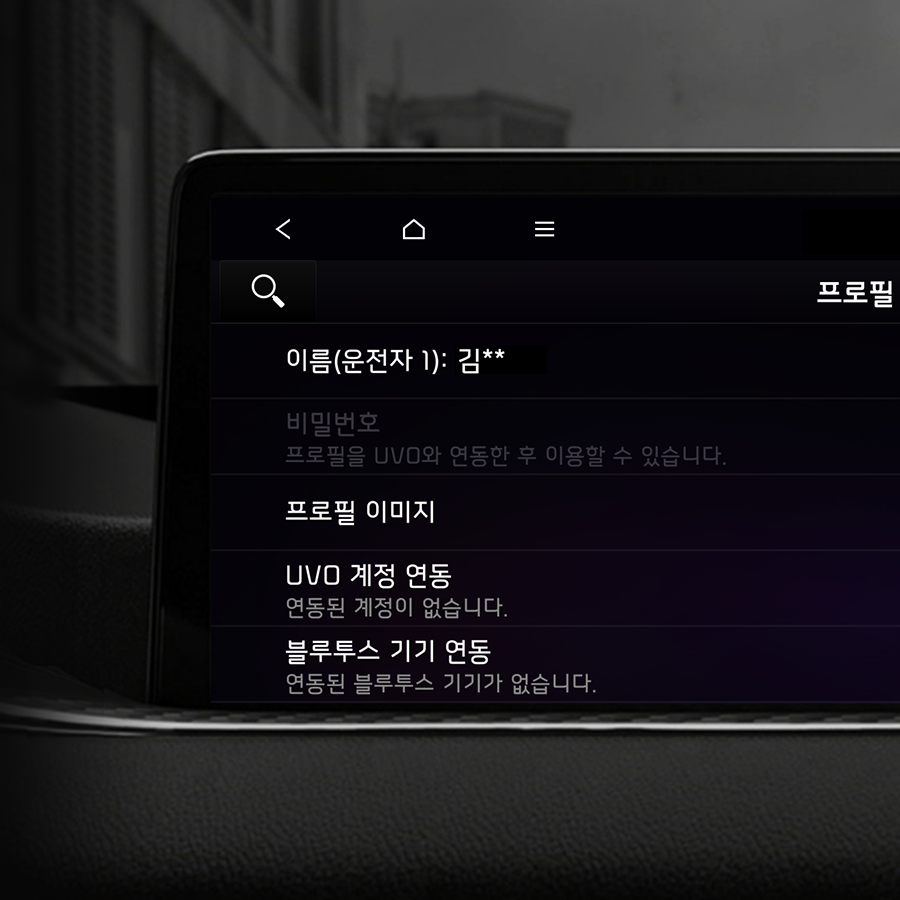 프로필
이름(운전자 1): 김**
비밀번호
프로필을 UVO와 연동한 후 이용할 수 있습니다.
프로필 이미지
UVO 계정 연동
연동된 계정이 없습니다.
블루투스 기기 연동
연동된 블루투스 기기가 없습니다.